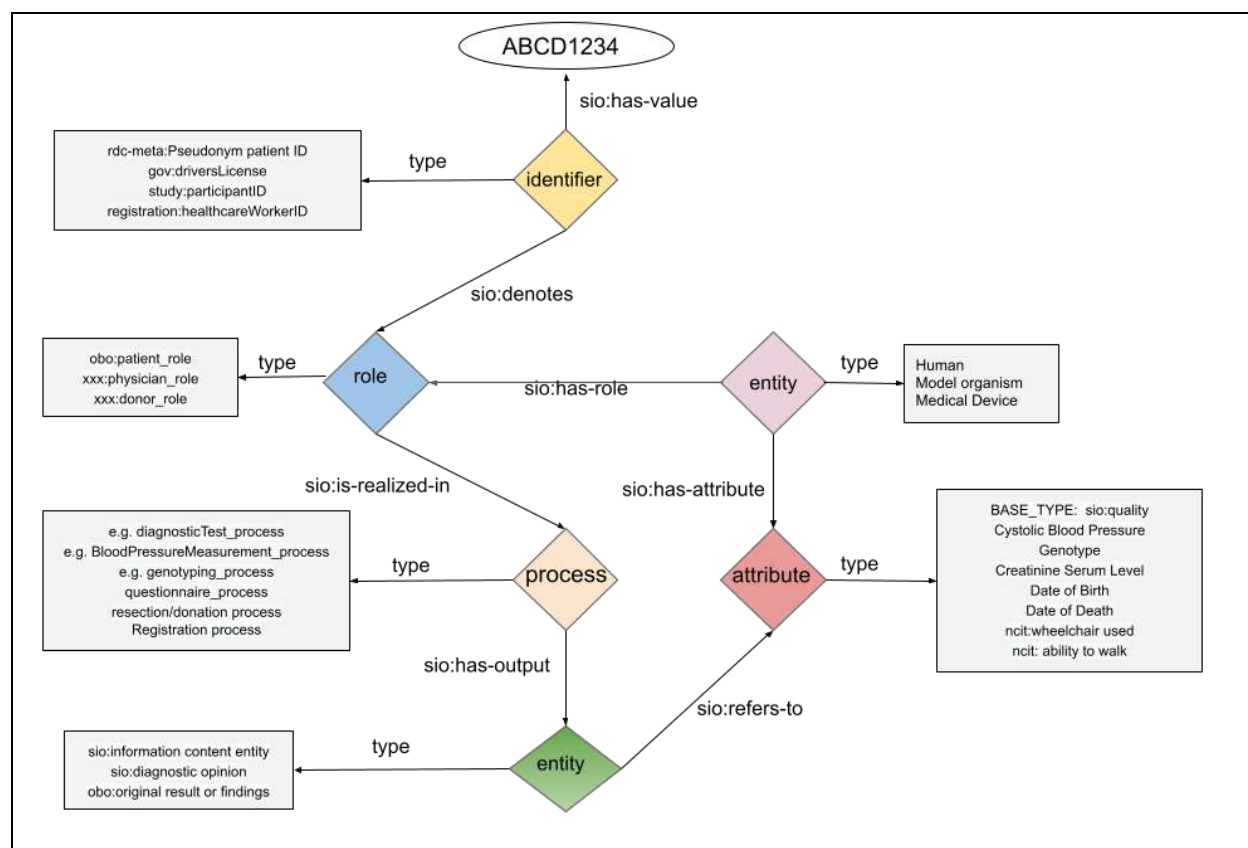 ABCD1234
sio:has-value
rdc-meta:Pseudonym patient ID
gov:driversLicense
study:participantID
registration:healthcareWorkerID
type
identifier
sio:denotes
obo:patient_role
xxx:physician_role
xxx:donor_role
type
role
sio:has-role
entity
type
Human
Model organism
Medical Device
sio:is-realized-in
sio:has-attribute
e.g. diagnosticTest_process
e.g. BloodPressureMeasurement_process
e.g. genotyping_process
questionnaire_process
resection/donation process
Registration process
type
process
attribute
type
BASE_TYPE: sio:quality
Cystolic Blood Pressure
Genotype
Creatinine Serum Level
Date of Birth
Date of Death
ncit:wheelchair used
ncit: ability to walk
sio:has-output
sio:refers-to
sio:information content entity
sio:diagnostic opinion
obo:original result or findings
type
entity